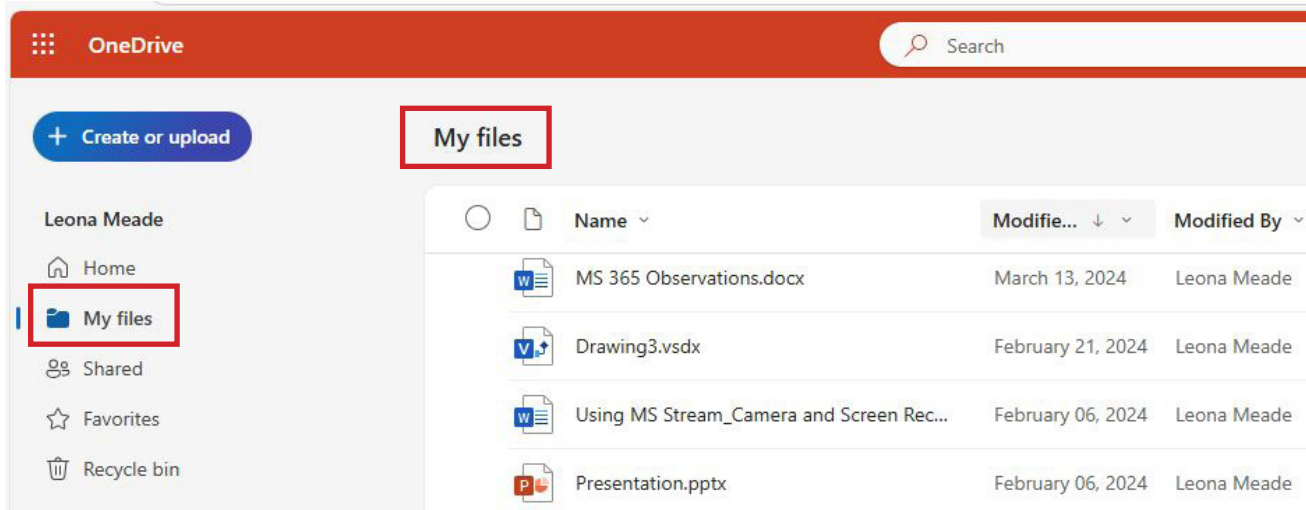 OneDrive
Search
Create or upload
My files
Leona Meade
Name
Modifie...
Modified By
Home
MS 365 Observations.docx
March 13, 2024
Leona Meade
My files
Drawing3.vsdx
February 21, 2024
Leona Meade
Shared
Using MS Stream_Camera and Screen Rec...
February 06, 2024
Leona Meade
Favorites
Recycle bin
Presentation.pptx
February 06, 2024
Leona Meade